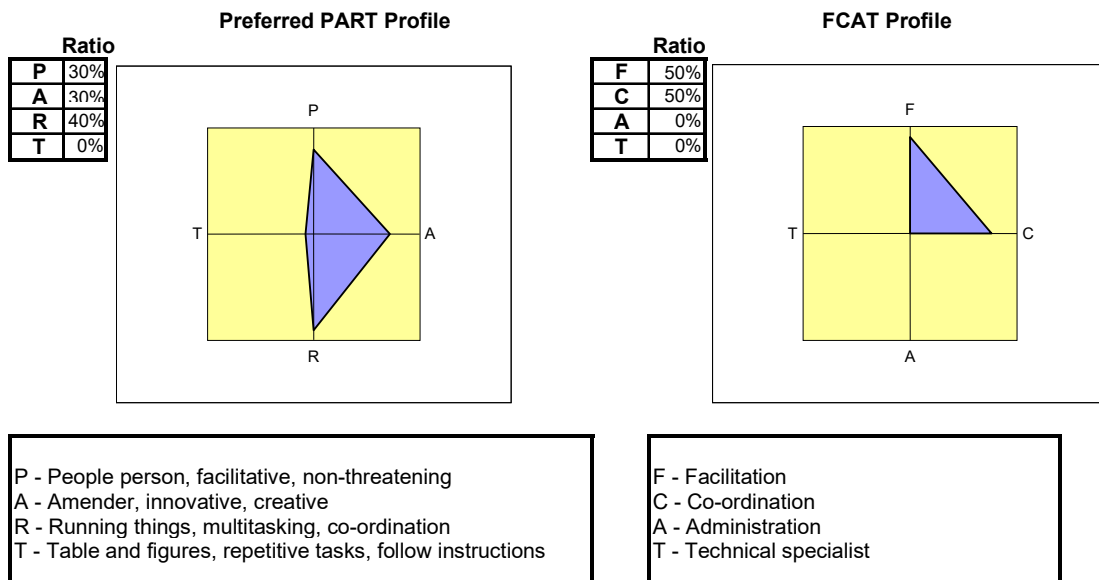 Preferred PART Profile
Ratio
P 30%
A 30%
R 40%
T 0%
P
T
A
R
P - People person, facilitative, non-threatening
A - Amender, innovative, creative
R - Running things, multitasking, co-ordination
T - Table and figures, repetitive tasks, follow instructions
FCAT Profile
Ratio
F 50%
C 50%
A 0%
T 0%
F
T
C
A
F - Facilitation
C - Co-ordination
A - Administration
T - Technical specialist